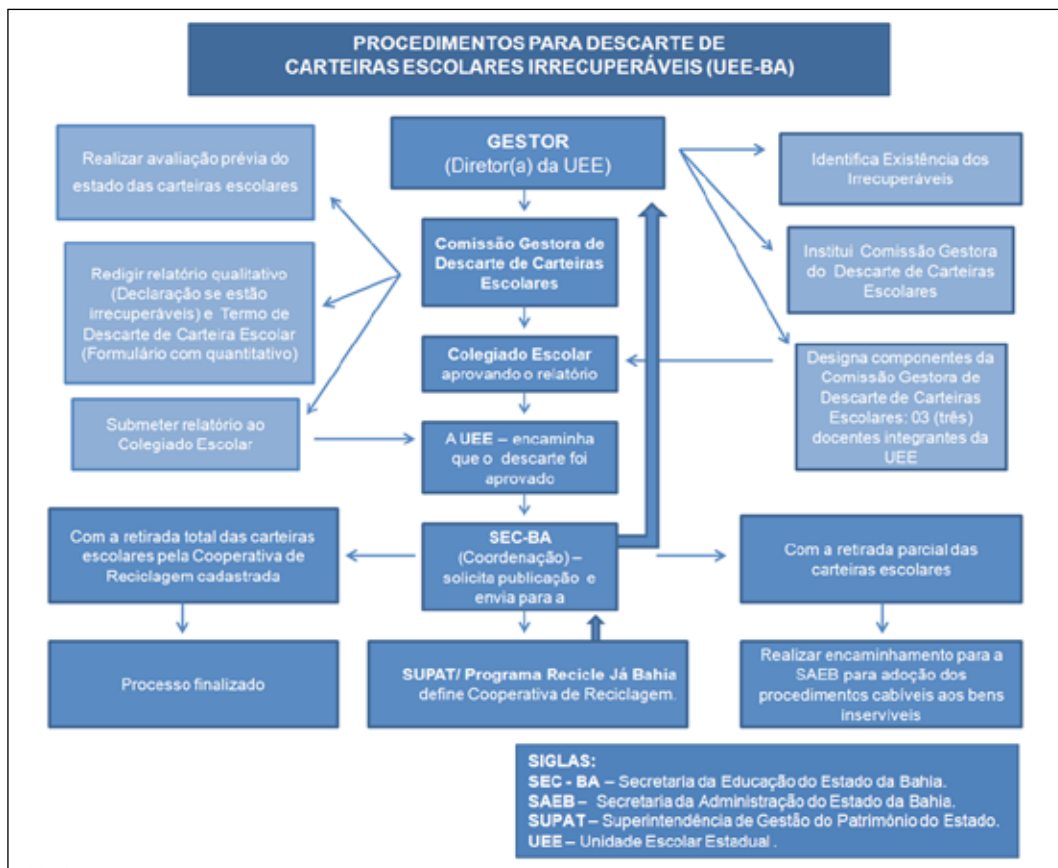 PROCEDIMENTOS PARA DESCARTE DE
CARTEIRAS ESCOLARES IRRECUPERÁVEIS (UEE-BA)
GESTOR
(Diretor(a) da UEE)
Realizar avaliação prévia do
estado das carteiras escolares
Identifica Existência dos
Irrecuperáveis
Comissão Gestora de
Descarte de Carteiras
Escolares
Redigir relatório qualitativo
(Declaração se estão
irrecuperáveis) e Termo de
Descarte de Carteira Escolar
(Formulário com quantitativo)
Institui Comissão Gestora
do Descarte de Carteiras
Escolares
Colegiado Escolar
aprovando o relatório
Designa componentes da
Comissão Gestora de
Descarte de Carteiras
Escolares: 03 (três)
docentes integrantes da
UEE
Submeter relatório ao
Colegiado Escolar
A UEE – encaminha
que o descarte foi
aprovado
Com a retirada total das carteiras
escolares pela Cooperativa de
Reciclagem cadastrada
SEC-BA
(Coordenação) –
solicita publicação e
envia para a
Com a retirada parcial das
carteiras escolares
Processo finalizado
SUPAT/ Programa Recicle Já Bahia
define Cooperativa de Reciclagem.
Realizar encaminhamento para a
SAEB para adoção dos
procedimentos cabíveis aos bens
inservíveis
SIGLAS:
SEC - BA – Secretaria da Educação do Estado da Bahia.
SAEB – Secretaria da Administração do Estado da Bahia.
SUPAT – Superintendência de Gestão do Patrimônio do Estado.
UEE – Unidade Escolar Estadual .